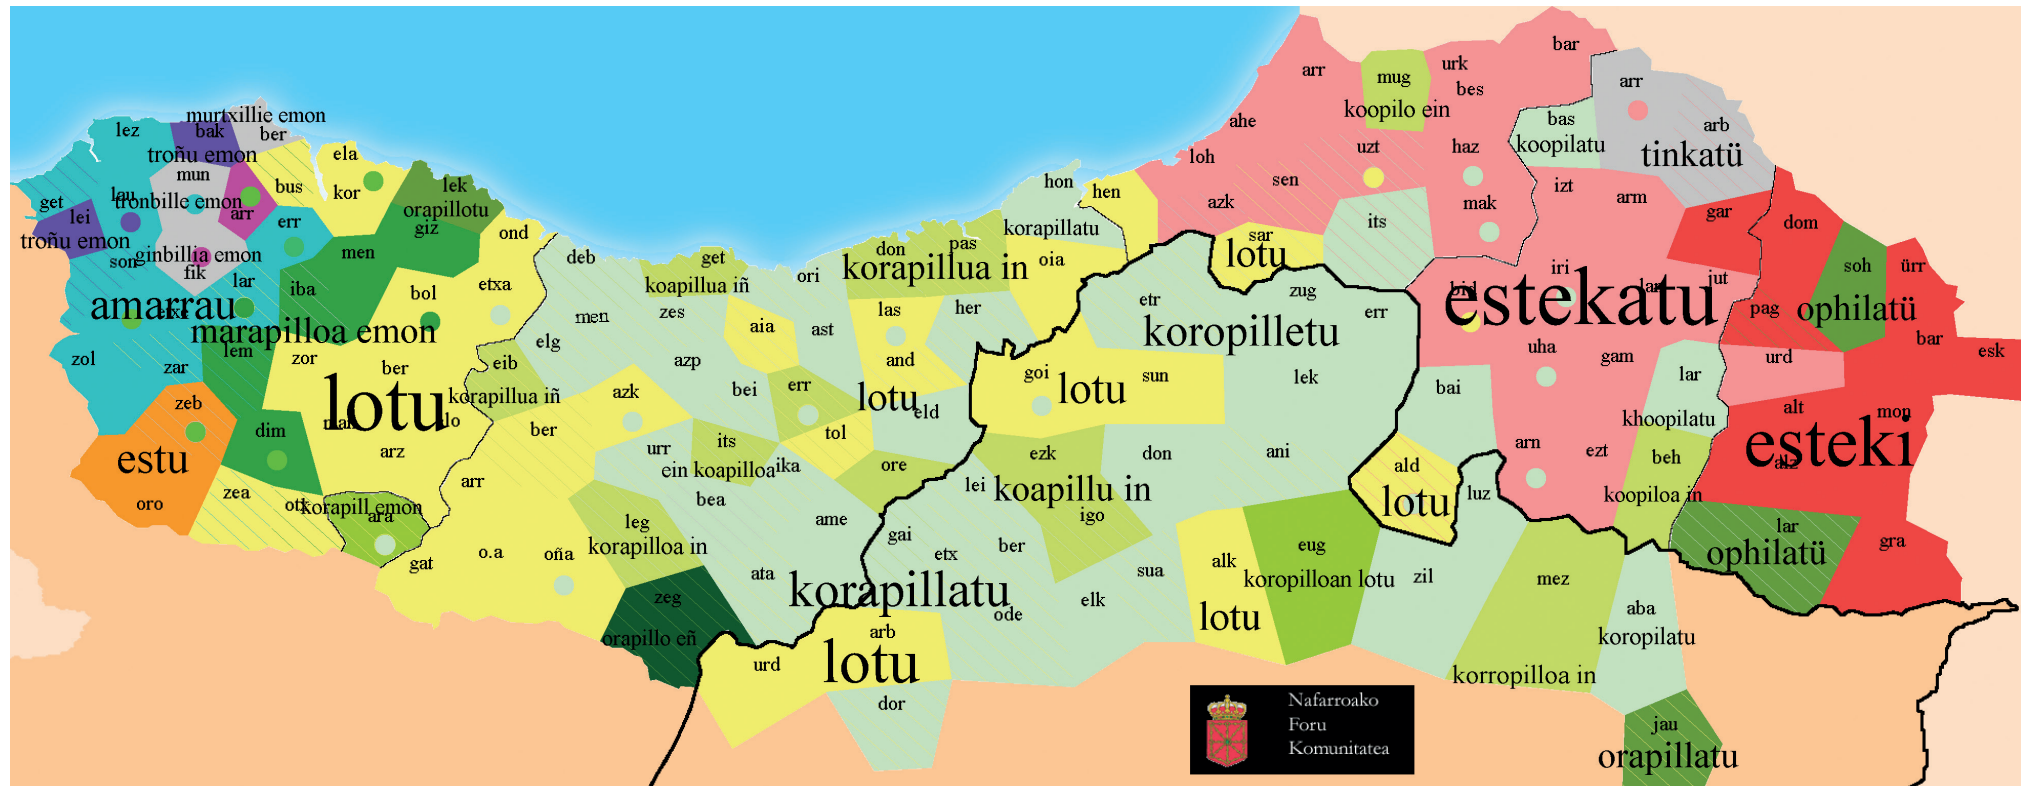 murtxillie emon
lez
bak
ber
troñu emon
mun
ela
kor
bus
lek
orapillotu
giz
get
lau
tronbille emon
lei
arr
err
troñu emon
son
ginbillia emon
fik
men
ond
lar
iba
bol
etxa
amarrau
etxe
marapilloa emon
lem
zol
zar
zor
ber
lotu
man
lo
zeb
dim
arz
estu
oro
zea
otx
korapill emon
ara
deb
get
koapillua iñ
ori
don
pas
korapillua in
hon
hen
korapillatu
oia
men
zes
elg
aia
ast
las
her
eib
azp
and
korapillua iñ
azk
bei
err
lotu
eld
ber
urr
its
tol
ein koapilloa
ika
ore
arr
bea
ame
leg
korapilloa in
gat
o.a
oña
ata
korapillatu
zeg
orapillo eñ
urd
arb
lotu
dor
etr
koropilletu
zug
err
goi
lotu
sun
lek
ezk
don
ani
lei
koapillu in
igo
gai
etx
ber
sua
elk
ode
alk
lotu
eug
koropilloan lotu
zil
mez
korropilloa in
aba
koropilatu
jau
orapillatu
ald
lotu
luz
arr
mug
koopilo ein
urk
bes
bar
ahe
loh
uzt
haz
sen
azk
mak
sar
lotu
its
bas
koopilatu
arr
arb
tinkatü
izt
arm
gar
dom
iri
bid
estekatu
lan
jut
pag
soh
ürr
ophilatü
bar
esk
uha
gam
urd
bai
lar
khoopilatu
alt
mon
esteki
alz
arn
ezt
beh
koopiloa in
lar
ophilatü
gra
Nafarroako
Foru
Komunitatea